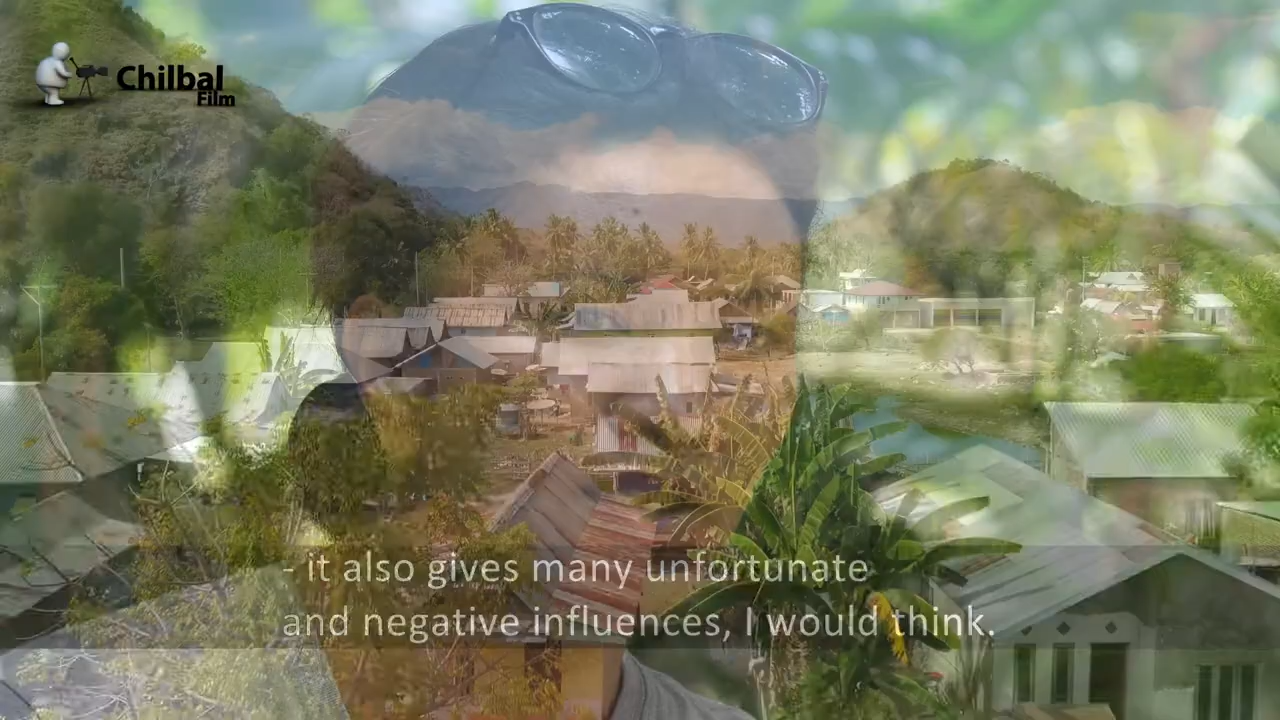 Chilbal
Film
- it also gives many unfortunate
and negative influences, I would think.